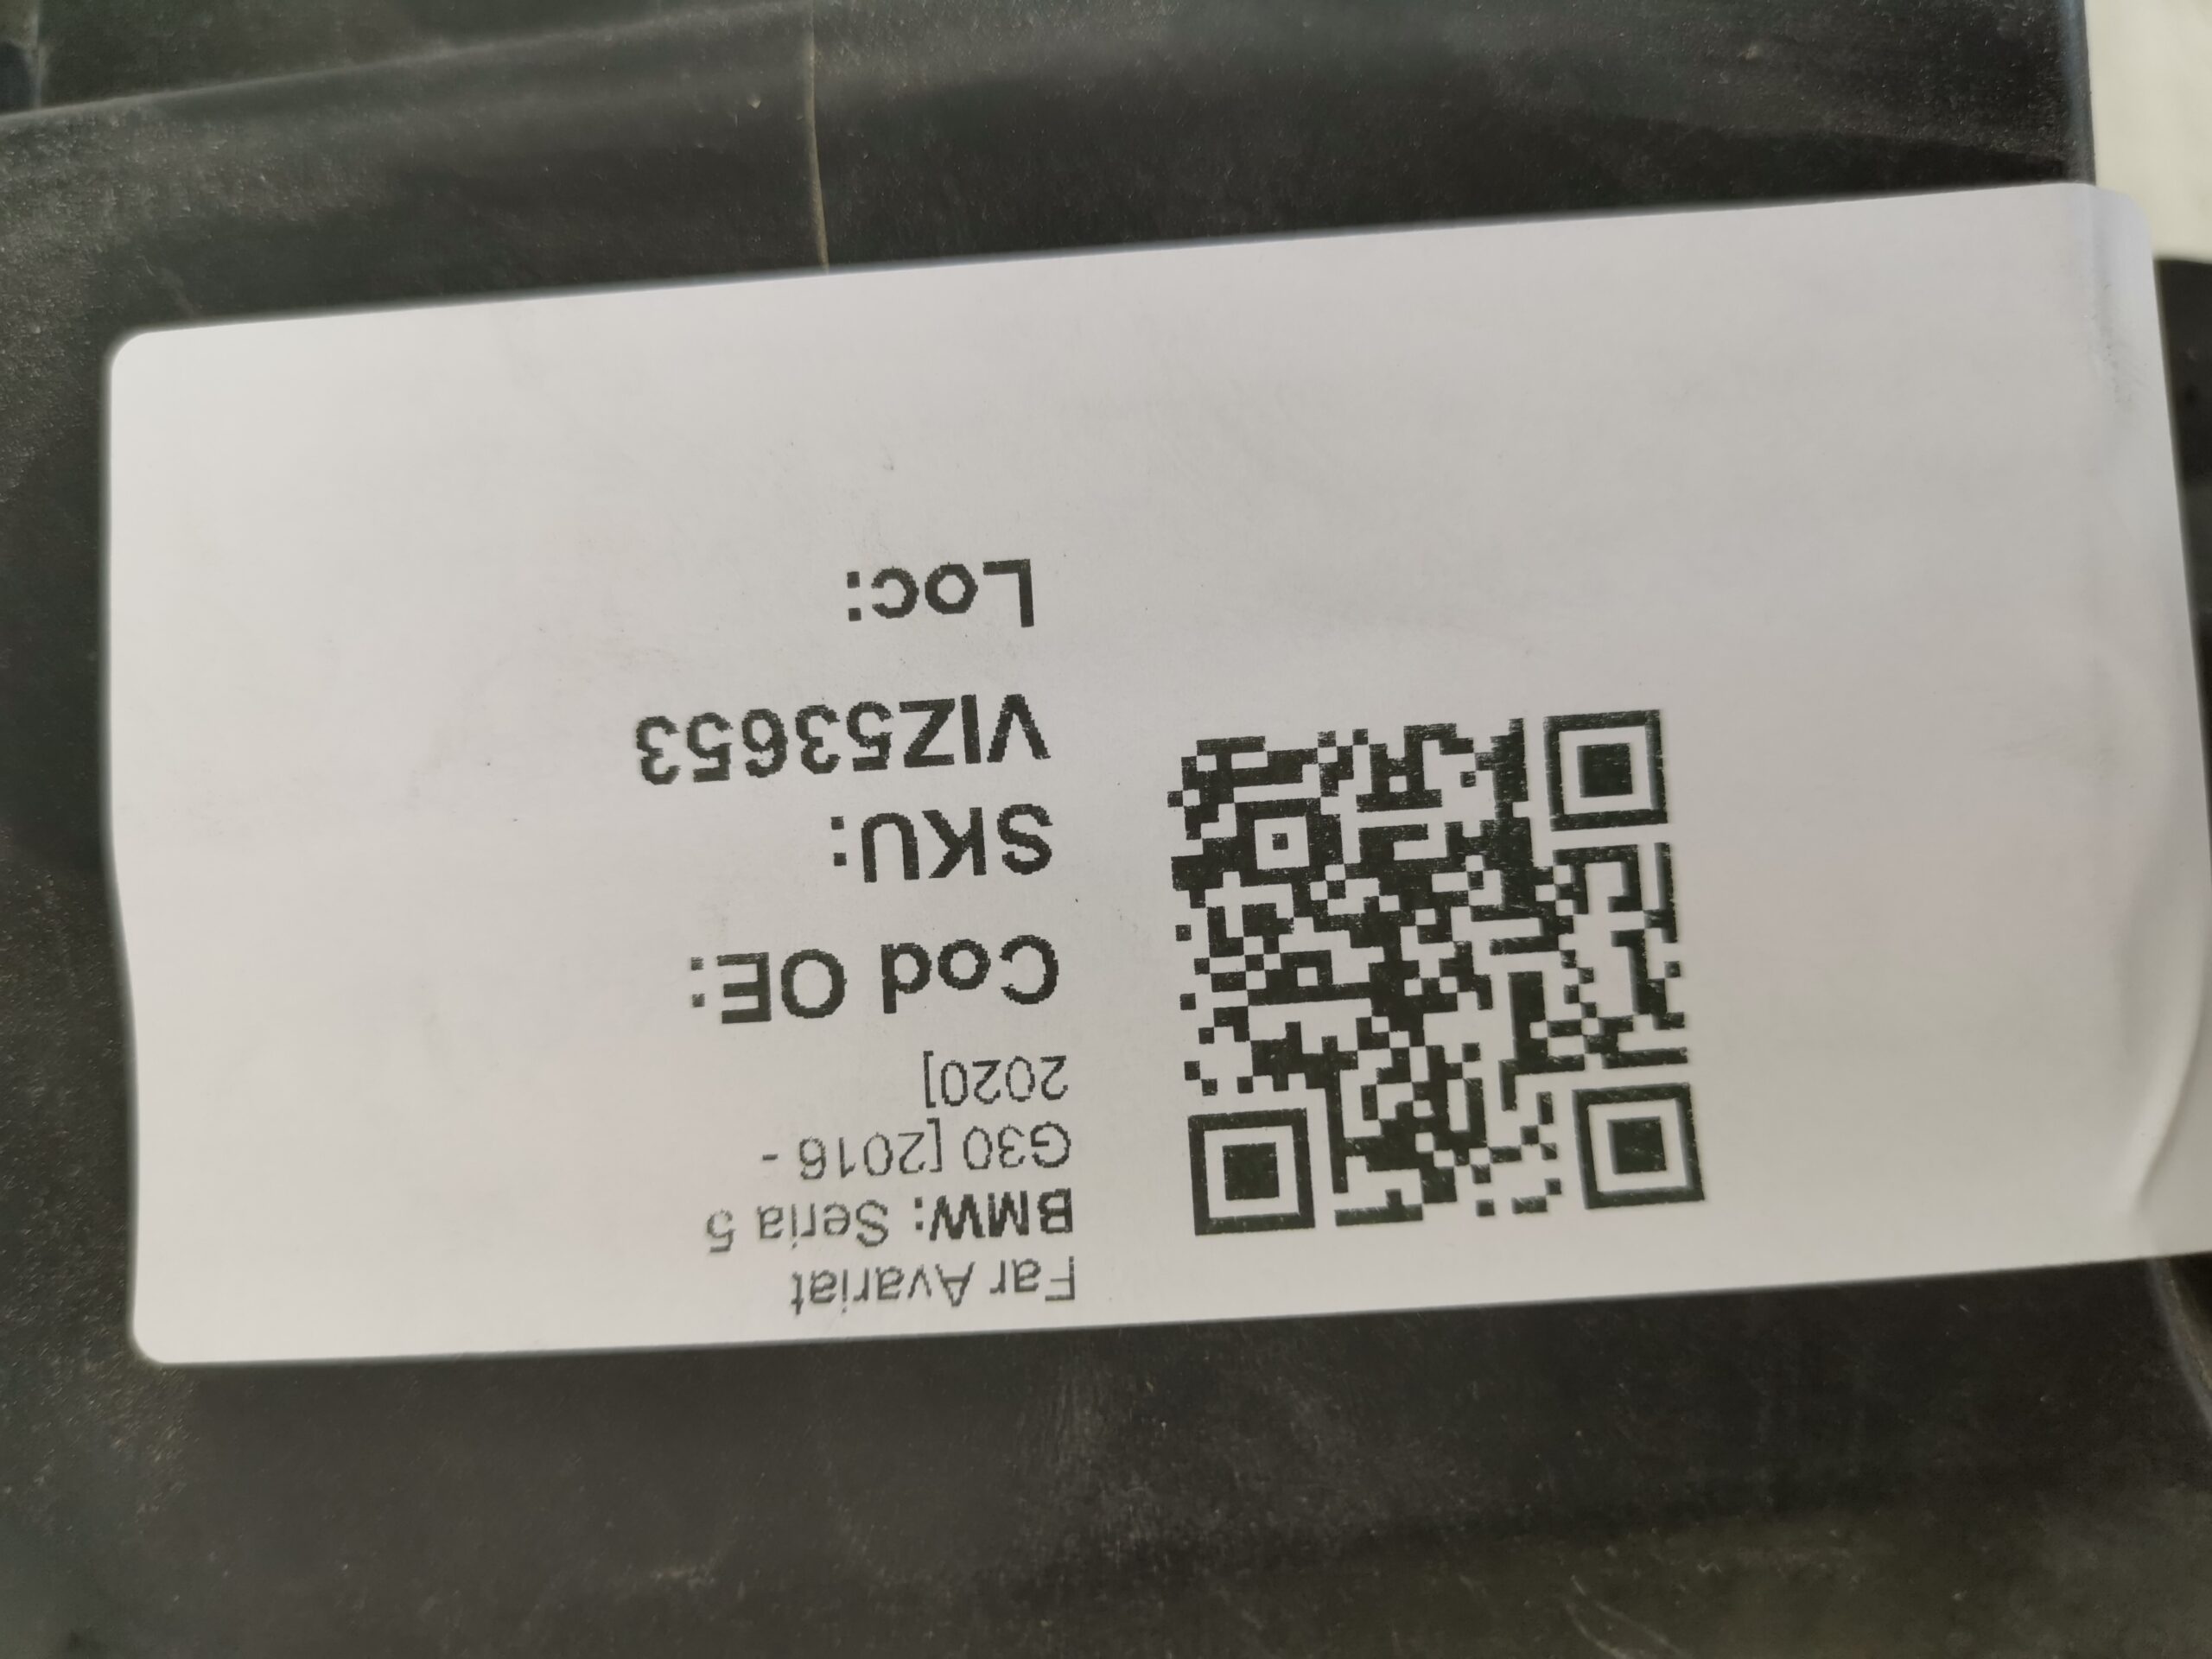 Far Avariat
BMW: Seria 5
G30 [2016 -
2020]
Cod OE:
SKU:
VIZ53653
Loc: